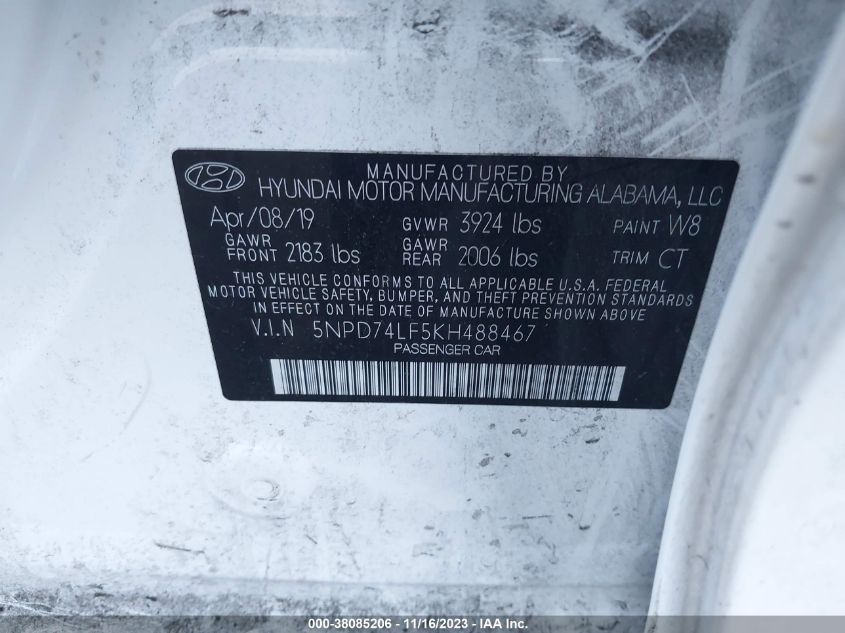 MANUFACTURED BY
HYUNDAI MOTOR MANUFACTURING ALABAMA, LLC
Apr/08/19 GVWR 3924 lbs PAINT W8
GAWR FRONT 2183 lbs GAWR REAR 2006 lbs TRIM CT
THIS VEHICLE CONFORMS TO ALL APPLICABLE U.S.A. FEDERAL
MOTOR VEHICLE SAFETY, BUMPER, AND THEFT PREVENTION STANDARDS
IN EFFECT ON THE DATE OF MANUFACTURE SHOWN ABOVE
V.I.N 5NPD74LF5KH488467
PASSENGER CAR
000-38085206 - 11/16/2023 - IAA Inc.